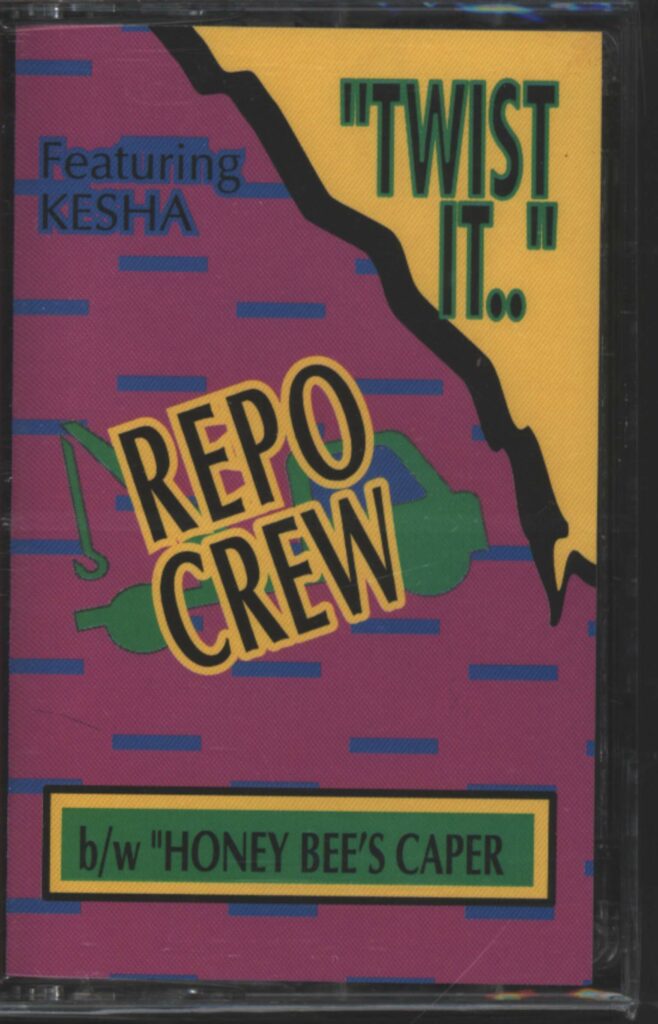 "TWIST
IT.."
Featuring
KESHA
REPO
CREW
b/w "HONEY BEE'S CAPER